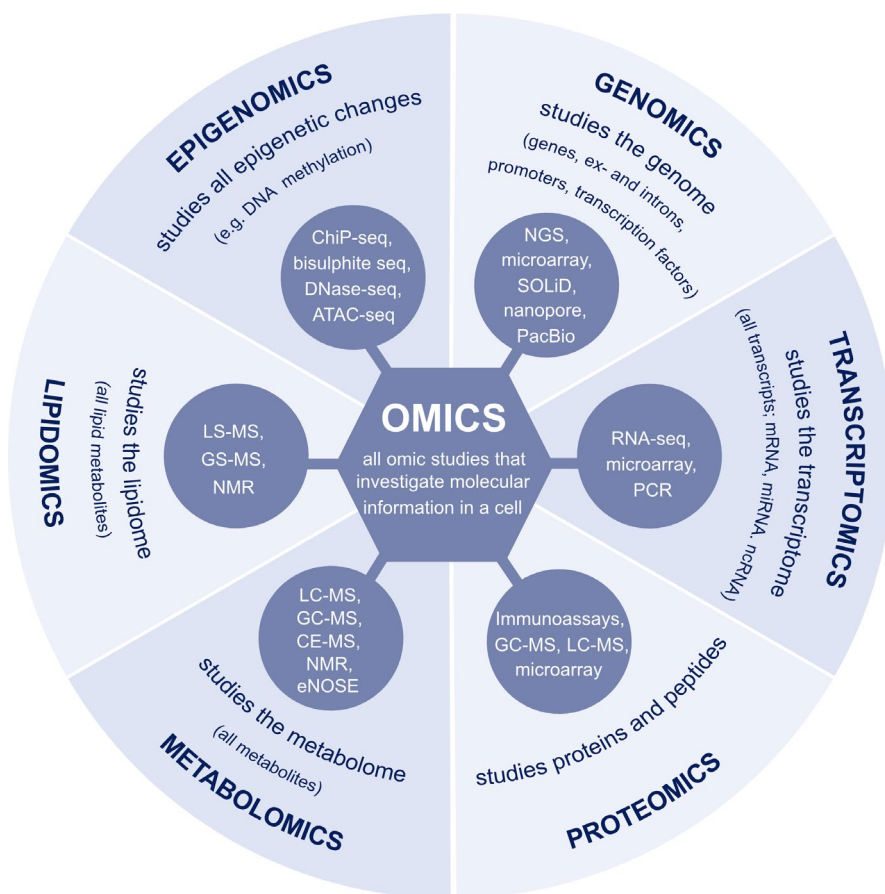 EPIGENOMICS
studies all epigenetic changes
(e.g. DNA methylation)
ChiP-seq,
bisulphite seq,
DNase-seq,
ATAC-seq
GENOMICS
studies the genome
(genes, ex- and introns,
promoters, transcription factors)
NGS,
microarray,
SOLiD,
nanopore,
PacBio
TRANSCRIPTOMICS
studies the transcriptome
(all transcripts; mRNA, miRNA. ncRNA)
RNA-seq,
microarray,
PCR
PROTEOMICS
studies proteins and peptides
Immunoassays,
GC-MS, LC-MS,
microarray
METABOLOMICS
studies the metabolome
(all metabolites)
LC-MS,
GC-MS,
CE-MS,
NMR,
eNOSE
LIPIDOMICS
studies the lipidome
(all lipid metabolites)
LS-MS,
GS-MS,
NMR
OMICS
all omic studies that
investigate molecular
information in a cell